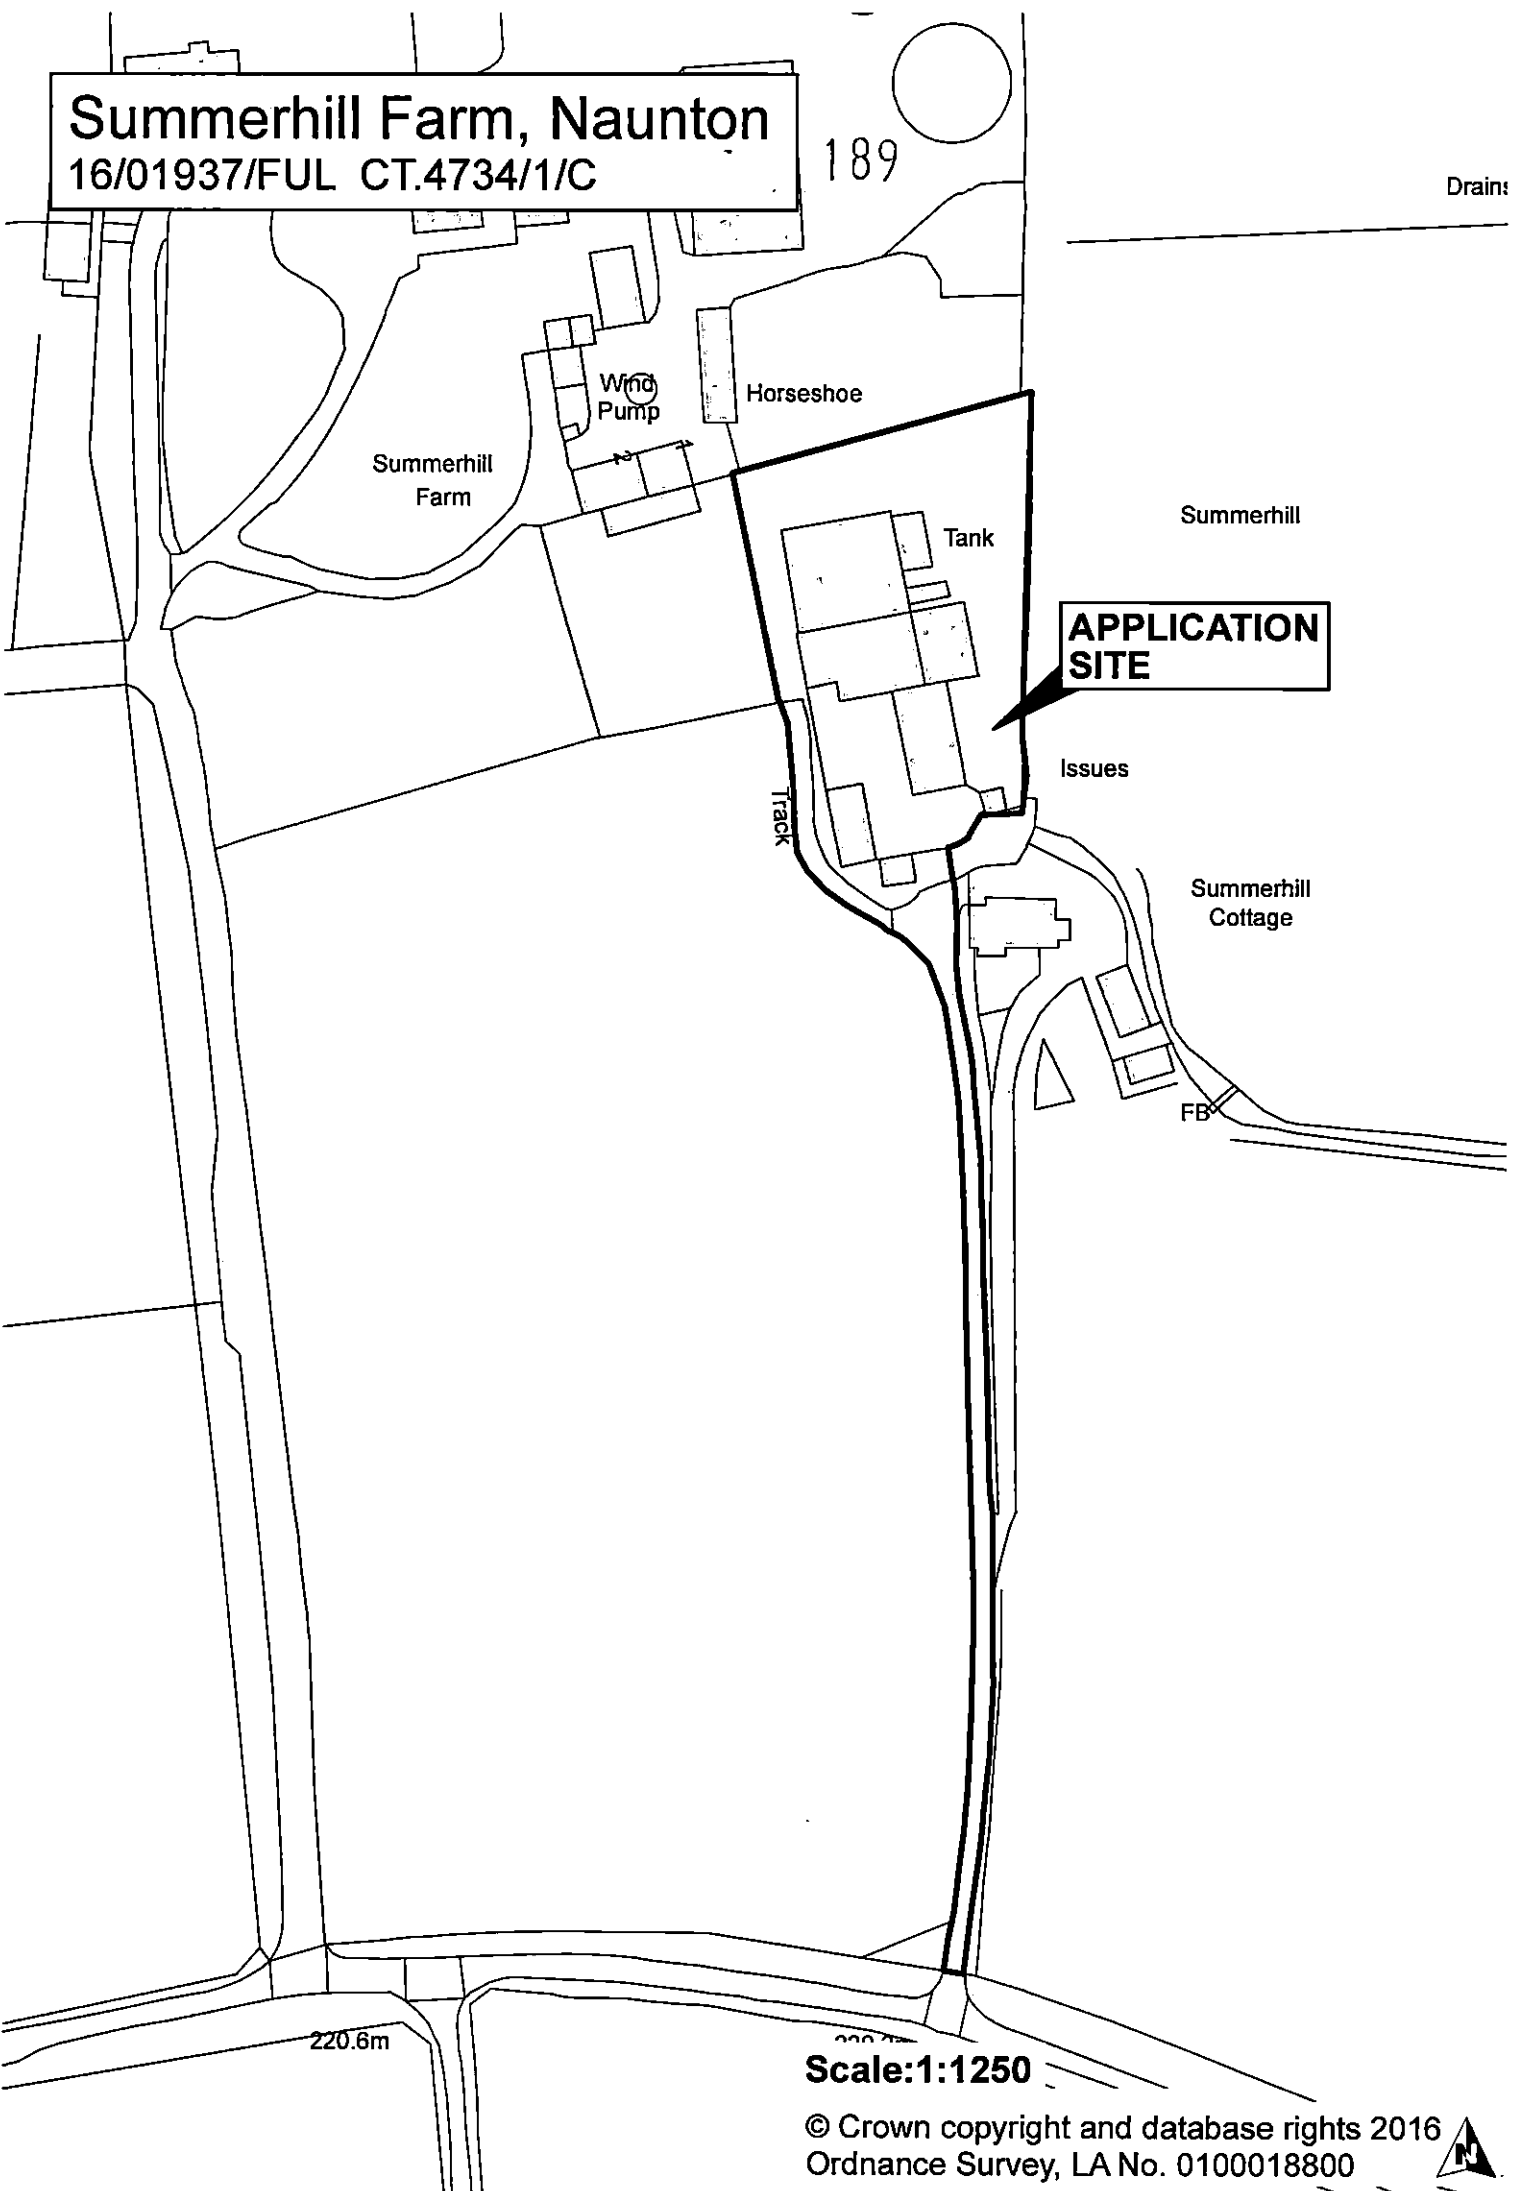 Summerhill Farm, Naunton
16/01937/FUL CT.4734/1/C
189
Wind
Pump
Horseshoe
Summerhill
Farm
2
1
Tank
Summerhill
APPLICATION
SITE
Issues
Track
Summerhill
Cottage
FB
220.6m
Scale:1:1250
© Crown copyright and database rights 2016
Ordnance Survey, LA No. 0100018800
N